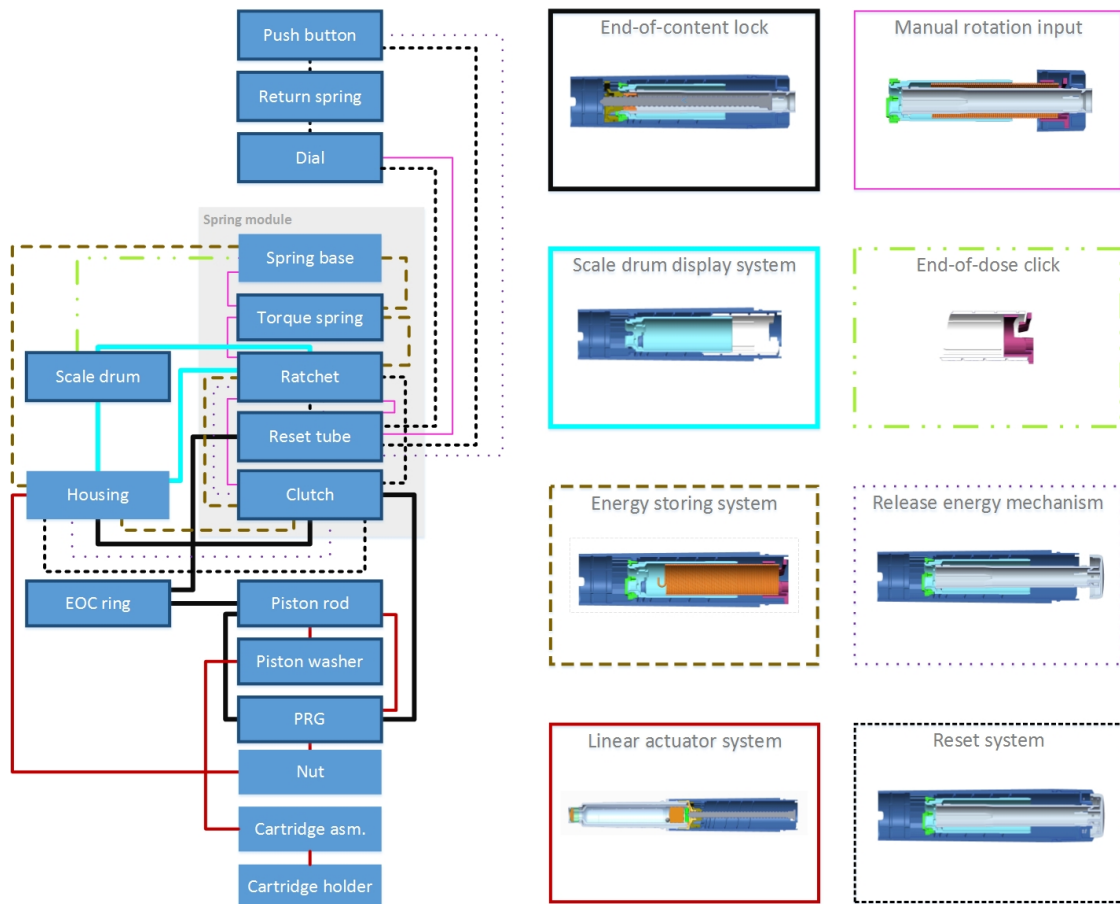 Push button
Return spring
Dial
Spring module
Spring base
Torque spring
Scale drum
Ratchet
Reset tube
Housing
Clutch
EOC ring
Piston rod
Piston washer
PRG
Nut
Cartridge asm.
Cartridge holder
End-of-content lock
Manual rotation input
Scale drum display system
End-of-dose click
Energy storing system
Release energy mechanism
Linear actuator system
Reset system